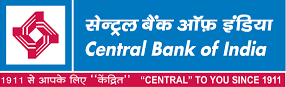 सेन्ट्रल बैंक ऑफ़ इंडिया
Central Bank of India
1911 से आपके लिए "केंद्रित" "CENTRAL" TO YOU SINCE 1911